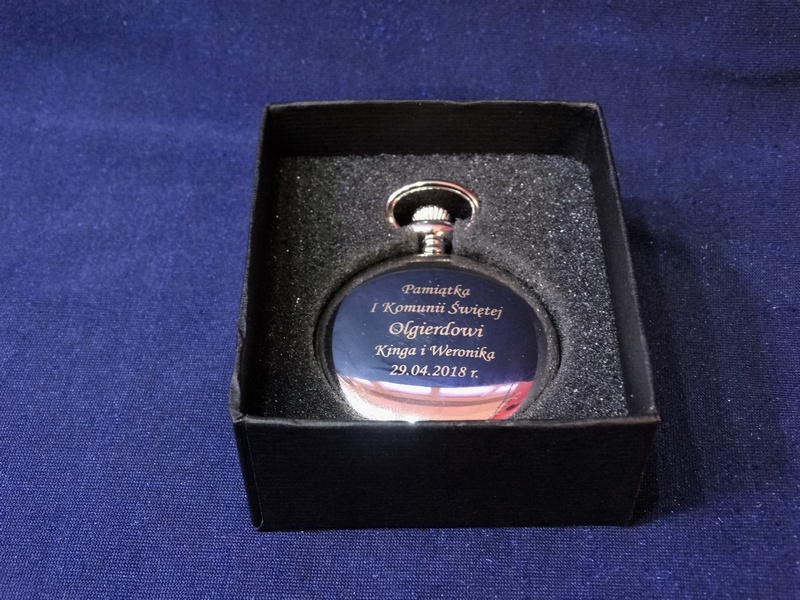 Pamiątka
I Komunii Świętej
Olgierdowi
Kinga i Weronika
29.04.2018 r.